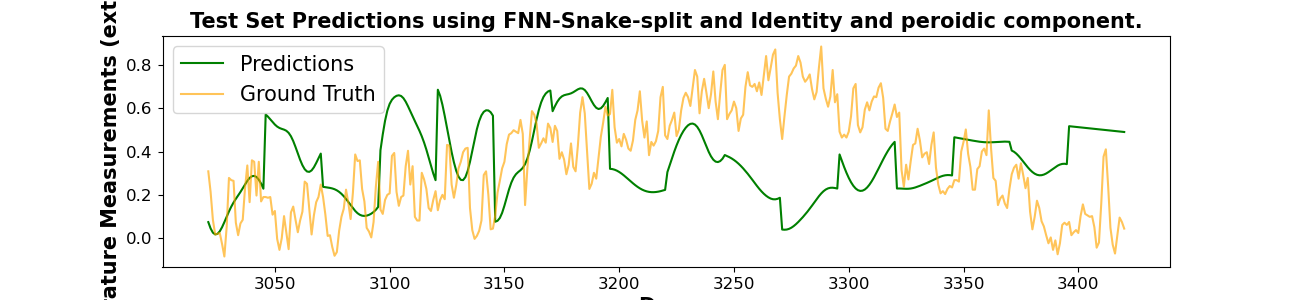 Test Set Predictions using FNN-Snake-split and Identity and peroidic component.
Predictions
Ground Truth
Measurements (ext
0.8
0.6
0.4
0.2
0.0
3050 3100 3150 3200 3250 3300 3350 3400